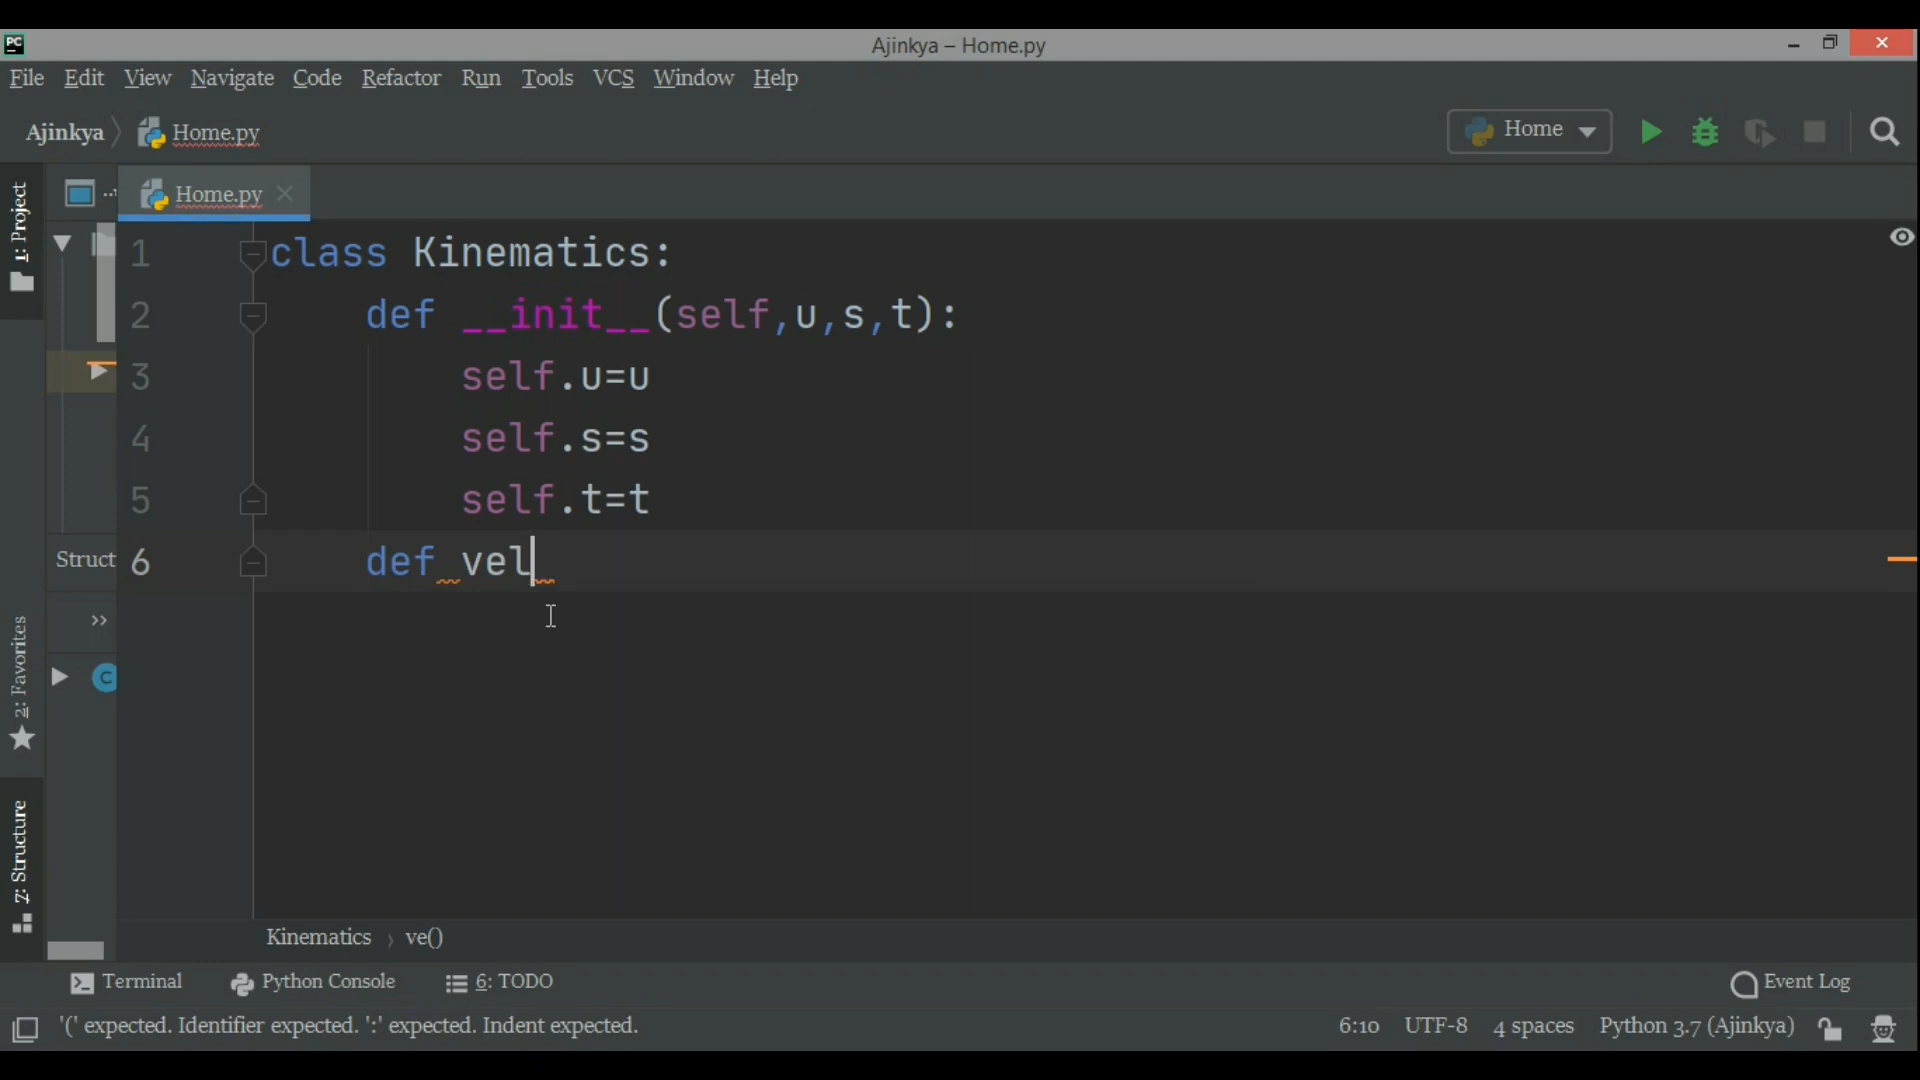 PC
Ajinkya – Home.py
File Edit View Navigate Code Refactor Run Tools VCS Window Help
Ajinkya Home.py
Home
1: Project
Home.py
1 class Kinematics:
2 def __init__(self,u,s,t):
3 self.u=u
4 self.s=s
5 self.t=t
6 def vel
Struct
»
C
2: Favorites
7: Structure
Kinematics › ve()
Terminal Python Console 6: TODO Event Log
'(' expected. Identifier expected. ':' expected. Indent expected. 6:10 UTF-8 4 spaces Python 3.7 (Ajinkya)